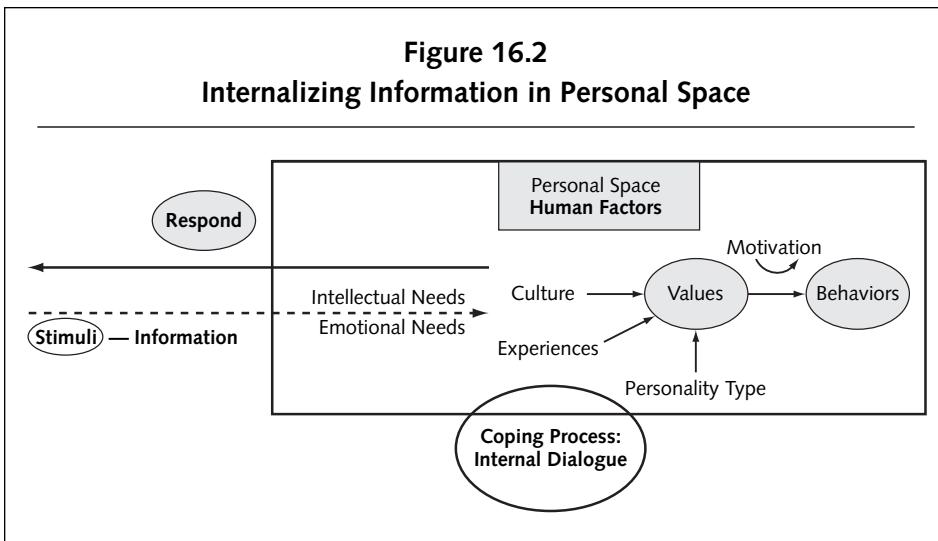 Figure 16.2
Internalizing Information in Personal Space
Personal Space
Human Factors
Respond
Motivation
Intellectual Needs
Culture
Values
Behaviors
Emotional Needs
Stimuli — Information
Experiences
Personality Type
Coping Process:
Internal Dialogue